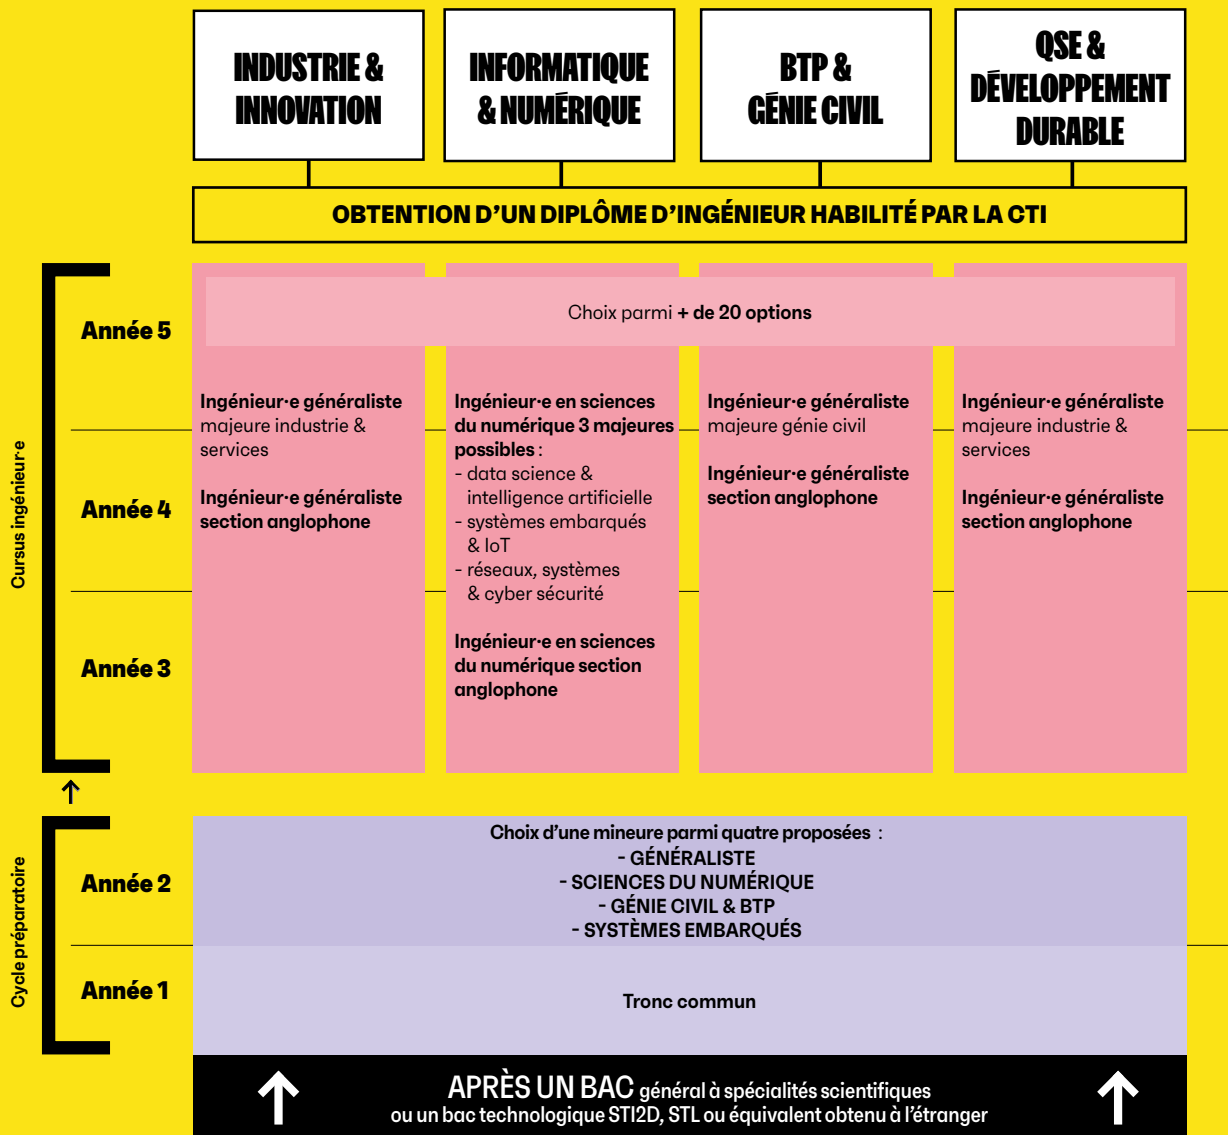 INDUSTRIE &
INNOVATION
INFORMATIQUE
& NUMÉRIQUE
BTP &
GÉNIE CIVIL
QSE &
DÉVELOPPEMENT
DURABLE
OBTENTION D’UN DIPLÔME D’INGÉNIEUR HABILITÉ PAR LA CTI
Cursus ingénieur·e
Année 5
Choix parmi + de 20 options
Année 4
Année 3
Ingénieur·e généraliste
majeure industrie &
services
Ingénieur·e généraliste
section anglophone
Ingénieur·e en sciences
du numérique 3 majeures
possibles :
- data science &
intelligence artificielle
- systèmes embarqués
& IoT
- réseaux, systèmes
& cyber sécurité
Ingénieur·e en sciences
du numérique section
anglophone
Ingénieur·e généraliste
majeure génie civil
Ingénieur·e généraliste
section anglophone
Ingénieur·e généraliste
majeure industrie &
services
Ingénieur·e généraliste
section anglophone
Cycle préparatoire
Année 2
Choix d’une mineure parmi quatre proposées :
- GÉNÉRALISTE
- SCIENCES DU NUMÉRIQUE
- GÉNIE CIVIL & BTP
- SYSTÈMES EMBARQUÉS
Année 1
Tronc commun
APRÈS UN BAC général à spécialités scientifiques
ou un bac technologique STI2D, STL ou équivalent obtenu à l’étranger